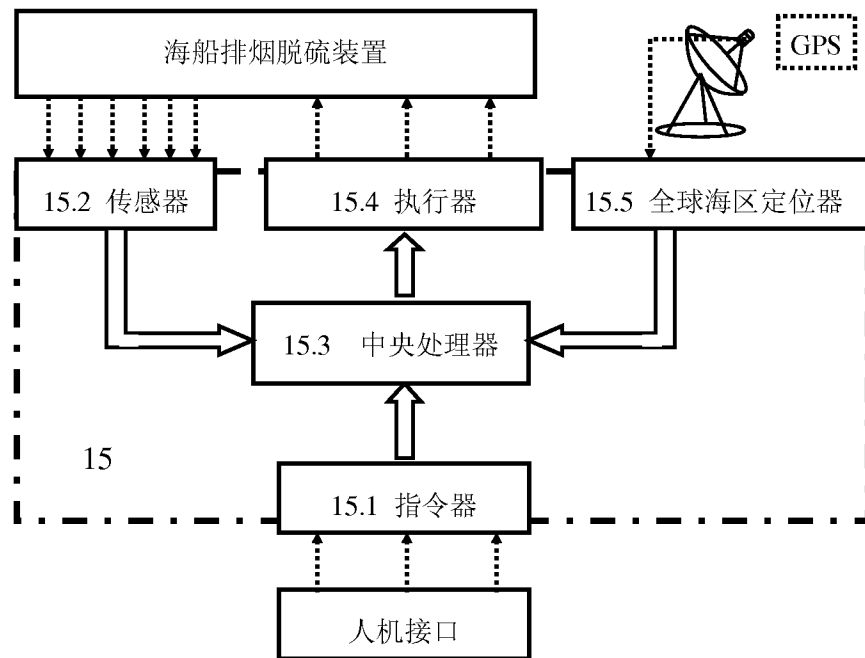 海船排烟脱硫装置
GPS
15.2 传感器
15.4 执行器
15.5 全球海区定位器
15.3 中央处理器
15
15.1 指令器
人机接口